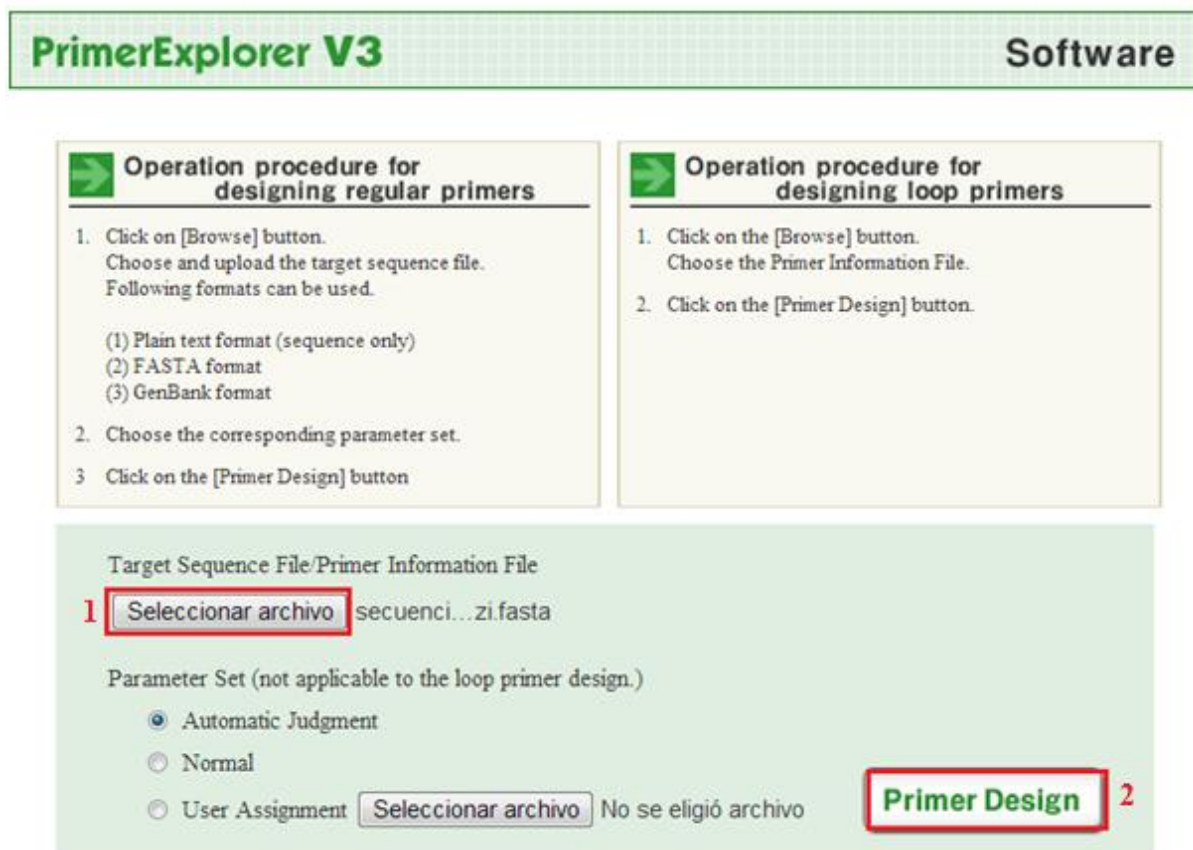 PrimerExplorer V3
Software
Operation procedure for
designing regular primers
1. Click on [Browse] button.
Choose and upload the target sequence file.
Following formats can be used.
(1) Plain text format (sequence only)
(2) FASTA format
(3) GenBank format
2. Choose the corresponding parameter set.
3 Click on the [Primer Design] button
Operation procedure for
designing loop primers
1. Click on the [Browse] button.
Choose the Primer Information File.
2. Click on the [Primer Design] button.
Target Sequence File/Primer Information File
1 Seleccionar archivo secuenci...zi.fasta
Parameter Set (not applicable to the loop primer design.)
Automatic Judgment
Normal
User Assignment Seleccionar archivo No se eligió archivo
Primer Design 2